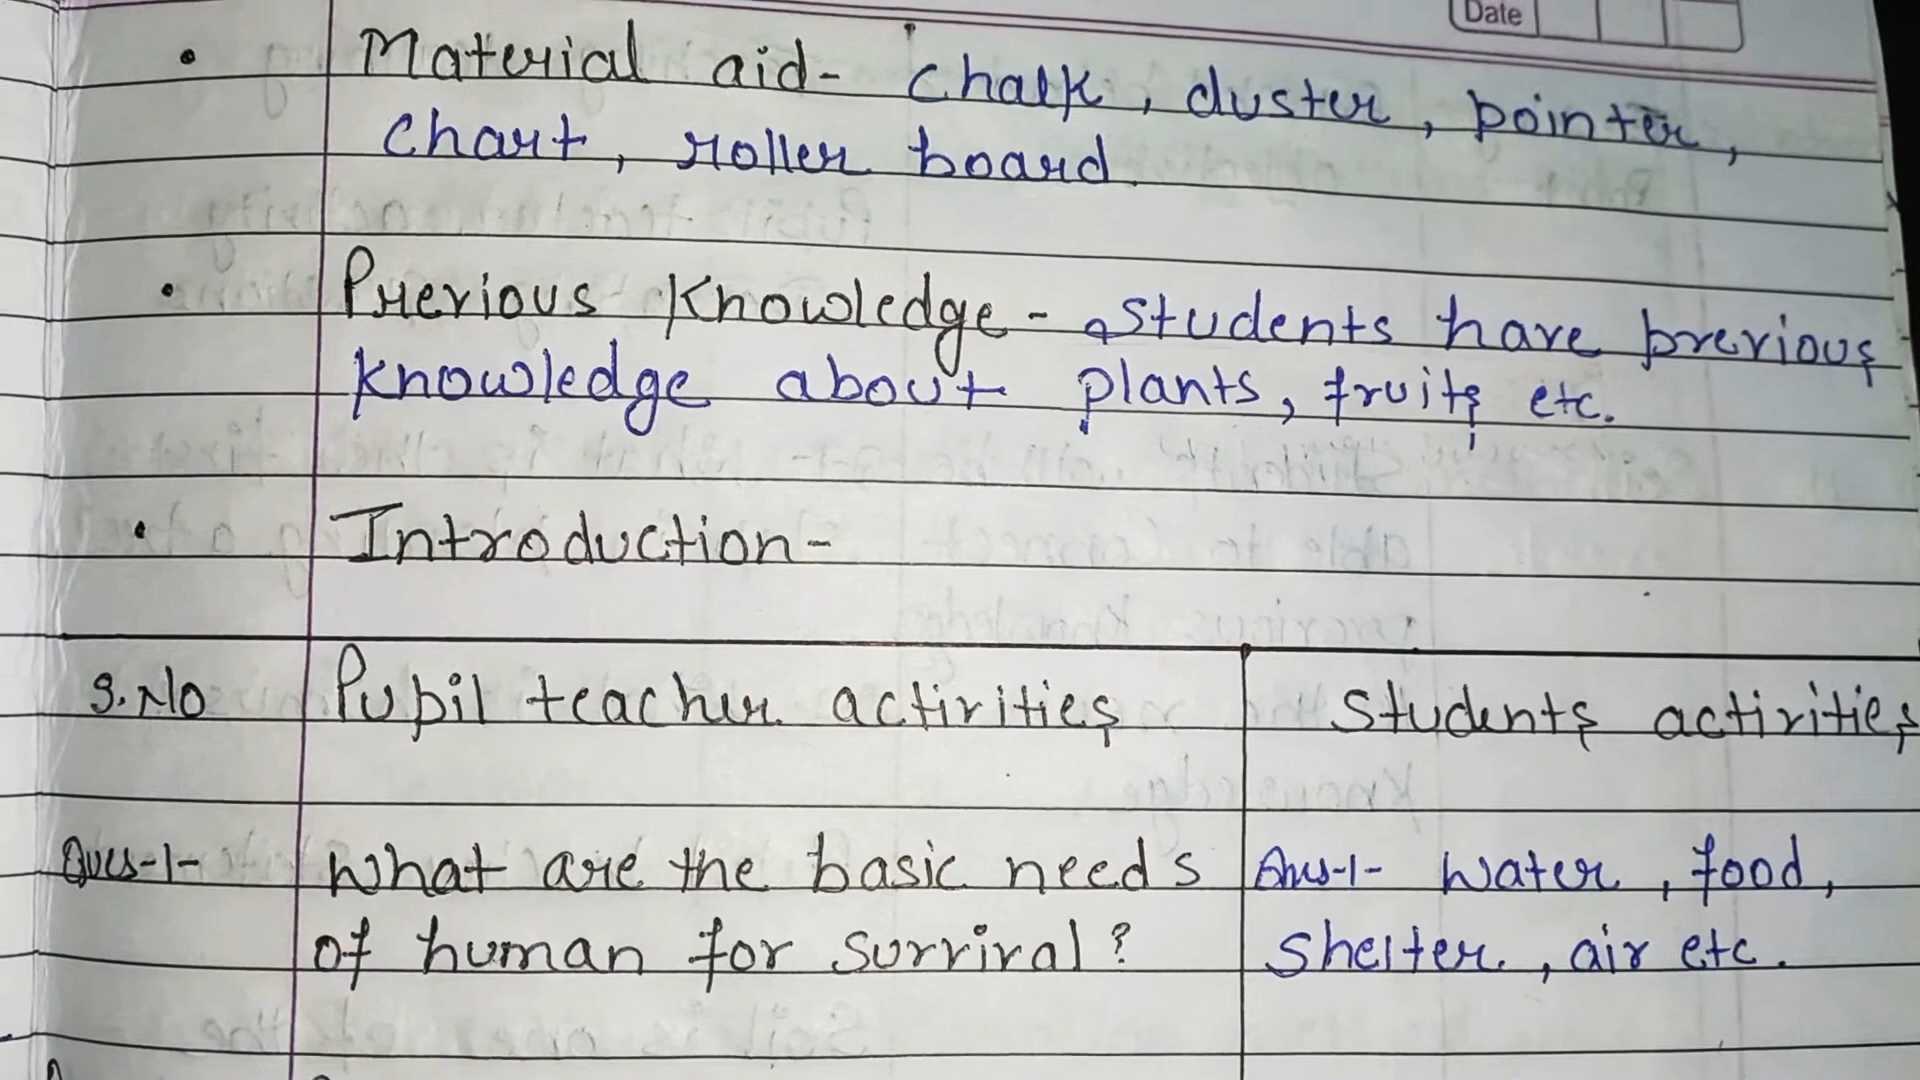 Date
• Material aid- chalk, duster, pointer,
chart, roller board.
• Previous Knowledge - students have previous
knowledge about plants, fruits etc.
• Introduction-
S.No Pupil teacher activities Students activities
Ques-1- What are the basic needs Ans-1- Water, food,
of human for survival? Shelter, air etc.